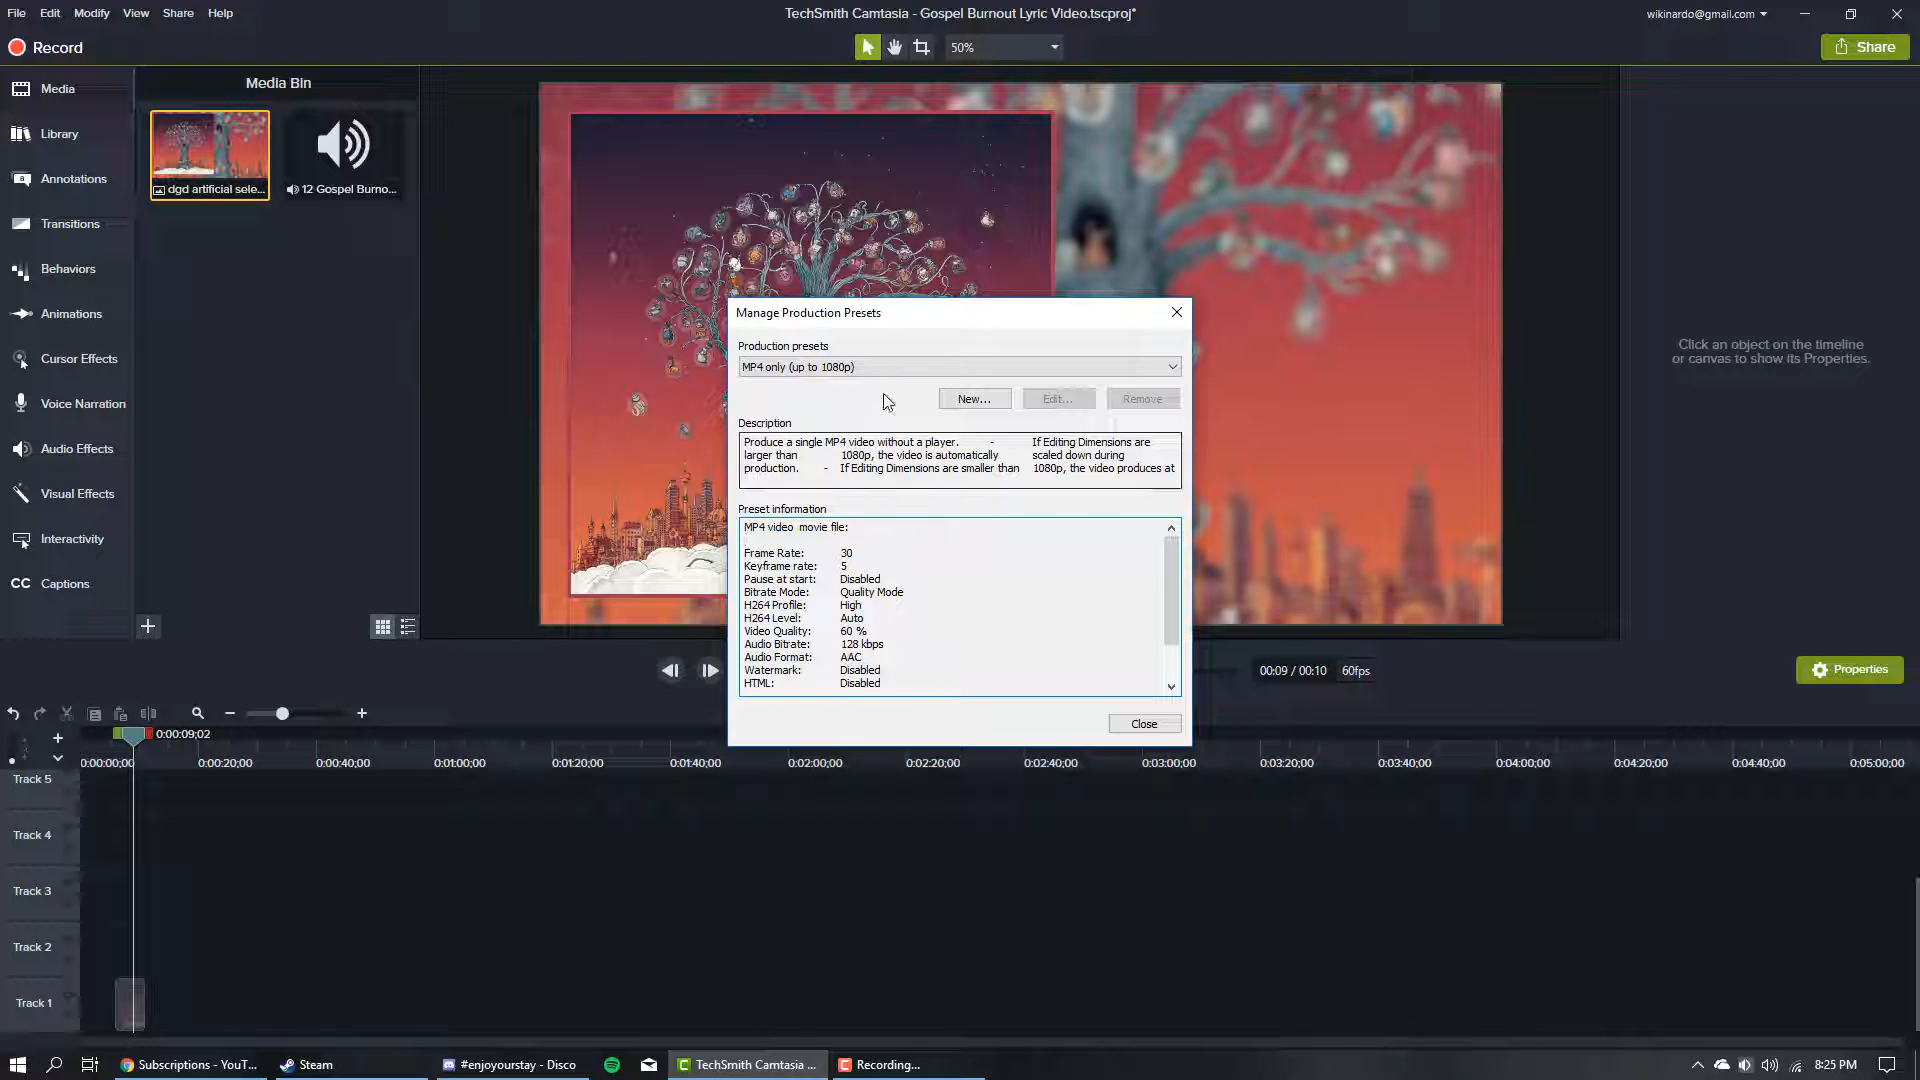 File Edit Modify View Share Help
TechSmith Camtasia - Gospel Burnout Lyric Video.tscproj*
wikinardo@gmail.com
Record
50%
Share
Media
Library
Annotations
Transitions
Behaviors
Animations
Cursor Effects
Voice Narration
Audio Effects
Visual Effects
Interactivity
CC Captions
Media Bin
dgd artificial sele...
12 Gospel Burno...
Click an object on the timeline
or canvas to show its Properties.
Manage Production Presets
Production presets
MP4 only (up to 1080p)
New... Edit... Remove
Description
Produce a single MP4 video without a player. - If Editing Dimensions are
larger than 1080p, the video is automatically scaled down during
production. - If Editing Dimensions are smaller than 1080p, the video produces at
Preset information
MP4 video movie file:
Frame Rate: 30
Keyframe rate: 5
Pause at start: Disabled
Bitrate Mode: Quality Mode
H264 Profile: High
H264 Level: Auto
Video Quality: 60 %
Audio Bitrate: 128 kbps
Audio Format: AAC
Watermark: Disabled
HTML: Disabled
Close
00:09 / 00:10 60fps
Properties
0:00:09;02
0:00:00;00 0:00:20;00 0:00:40;00 0:01:00;00 0:01:20;00 0:01:40;00 0:02:00;00 0:02:20;00 0:02:40;00 0:03:00;00 0:03:20;00 0:03:40;00 0:04:00;00 0:04:20;00 0:04:40;00 0:05:00;00
Track 5
Track 4
Track 3
Track 2
Track 1
Subscriptions - YouT...
Steam
#enjoyourstay - Disco
TechSmith Camtasia ...
Recording...
8:25 PM